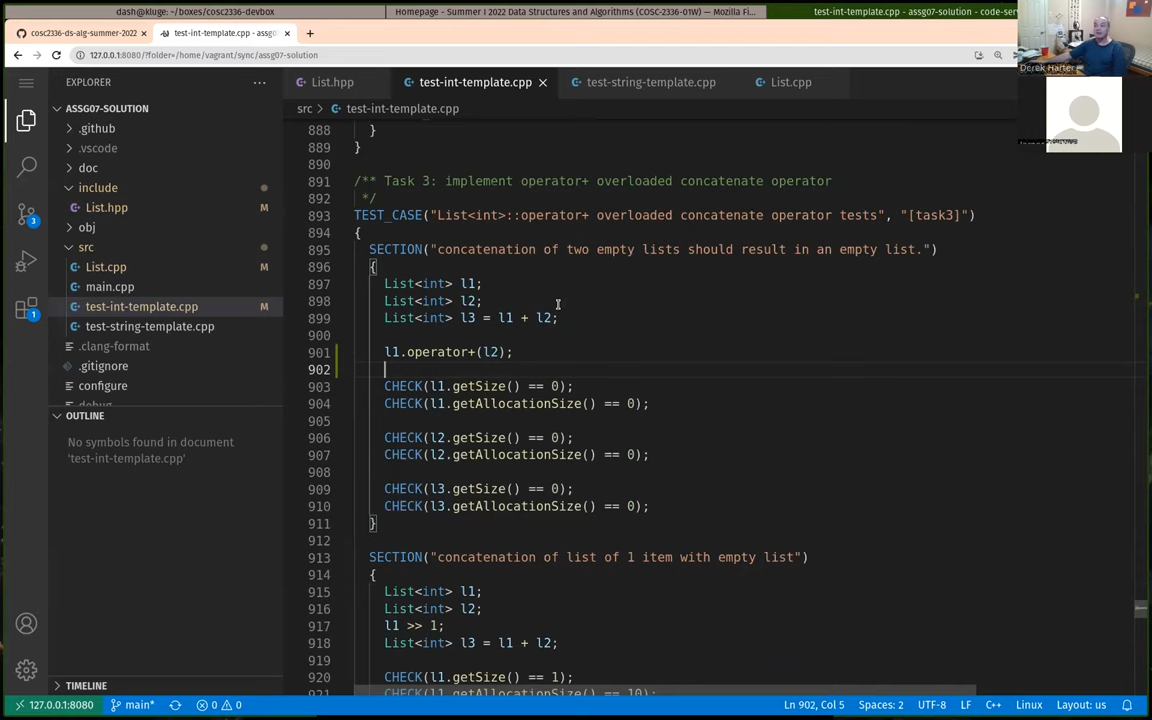 dash@kluge: ~/boxes/cosc2336-devbox
Homepage - Summer I 2022 Data Structures and Algorithms (COSC-2336-01W) — Mozilla Fi...
test-int-template.cpp - assg07-solution - code-serv
cosc2336-ds-alg-summer-2022
test-int-template.cpp - assg0
127.0.0.1:8080/?folder=/home/vagrant/sync/assg07-solution
Derek Harter
EXPLORER
List.hpp
test-int-template.cpp
test-string-template.cpp
List.cpp
src > test-int-template.cpp
ASSG07-SOLUTION
.github
.vscode
doc
include
List.hpp M
obj
src
List.cpp M
main.cpp
test-int-template.cpp M
test-string-template.cpp
.clang-format
.gitignore
configure
debug
OUTLINE
No symbols found in document
'test-int-template.cpp'
TIMELINE
3
1
888 }
889 }
890
891 /** Task 3: implement operator+ overloaded concatenate operator
892 */
893 TEST_CASE("List<int>::operator+ overloaded concatenate operator tests", "[task3]")
894 {
895 SECTION("concatenation of two empty lists should result in an empty list.")
896 {
897 List<int> l1;
898 List<int> l2;
899 List<int> l3 = l1 + l2;
900
901 l1.operator+(l2);
902
903 CHECK(l1.getSize() == 0);
904 CHECK(l1.getAllocationSize() == 0);
905
906 CHECK(l2.getSize() == 0);
907 CHECK(l2.getAllocationSize() == 0);
908
909 CHECK(l3.getSize() == 0);
910 CHECK(l3.getAllocationSize() == 0);
911 }
912
913 SECTION("concatenation of list of 1 item with empty list")
914 {
915 List<int> l1;
916 List<int> l2;
917 l1 >> 1;
918 List<int> l3 = l1 + l2;
919
920 CHECK(l1.getSize() == 1);
921 CHECK(l1.getAllocationSize() == 10);
127.0.0.1:8080
main*
0 0
Ln 902, Col 5
Spaces: 2
UTF-8
LF
C++
Linux
Layout: us